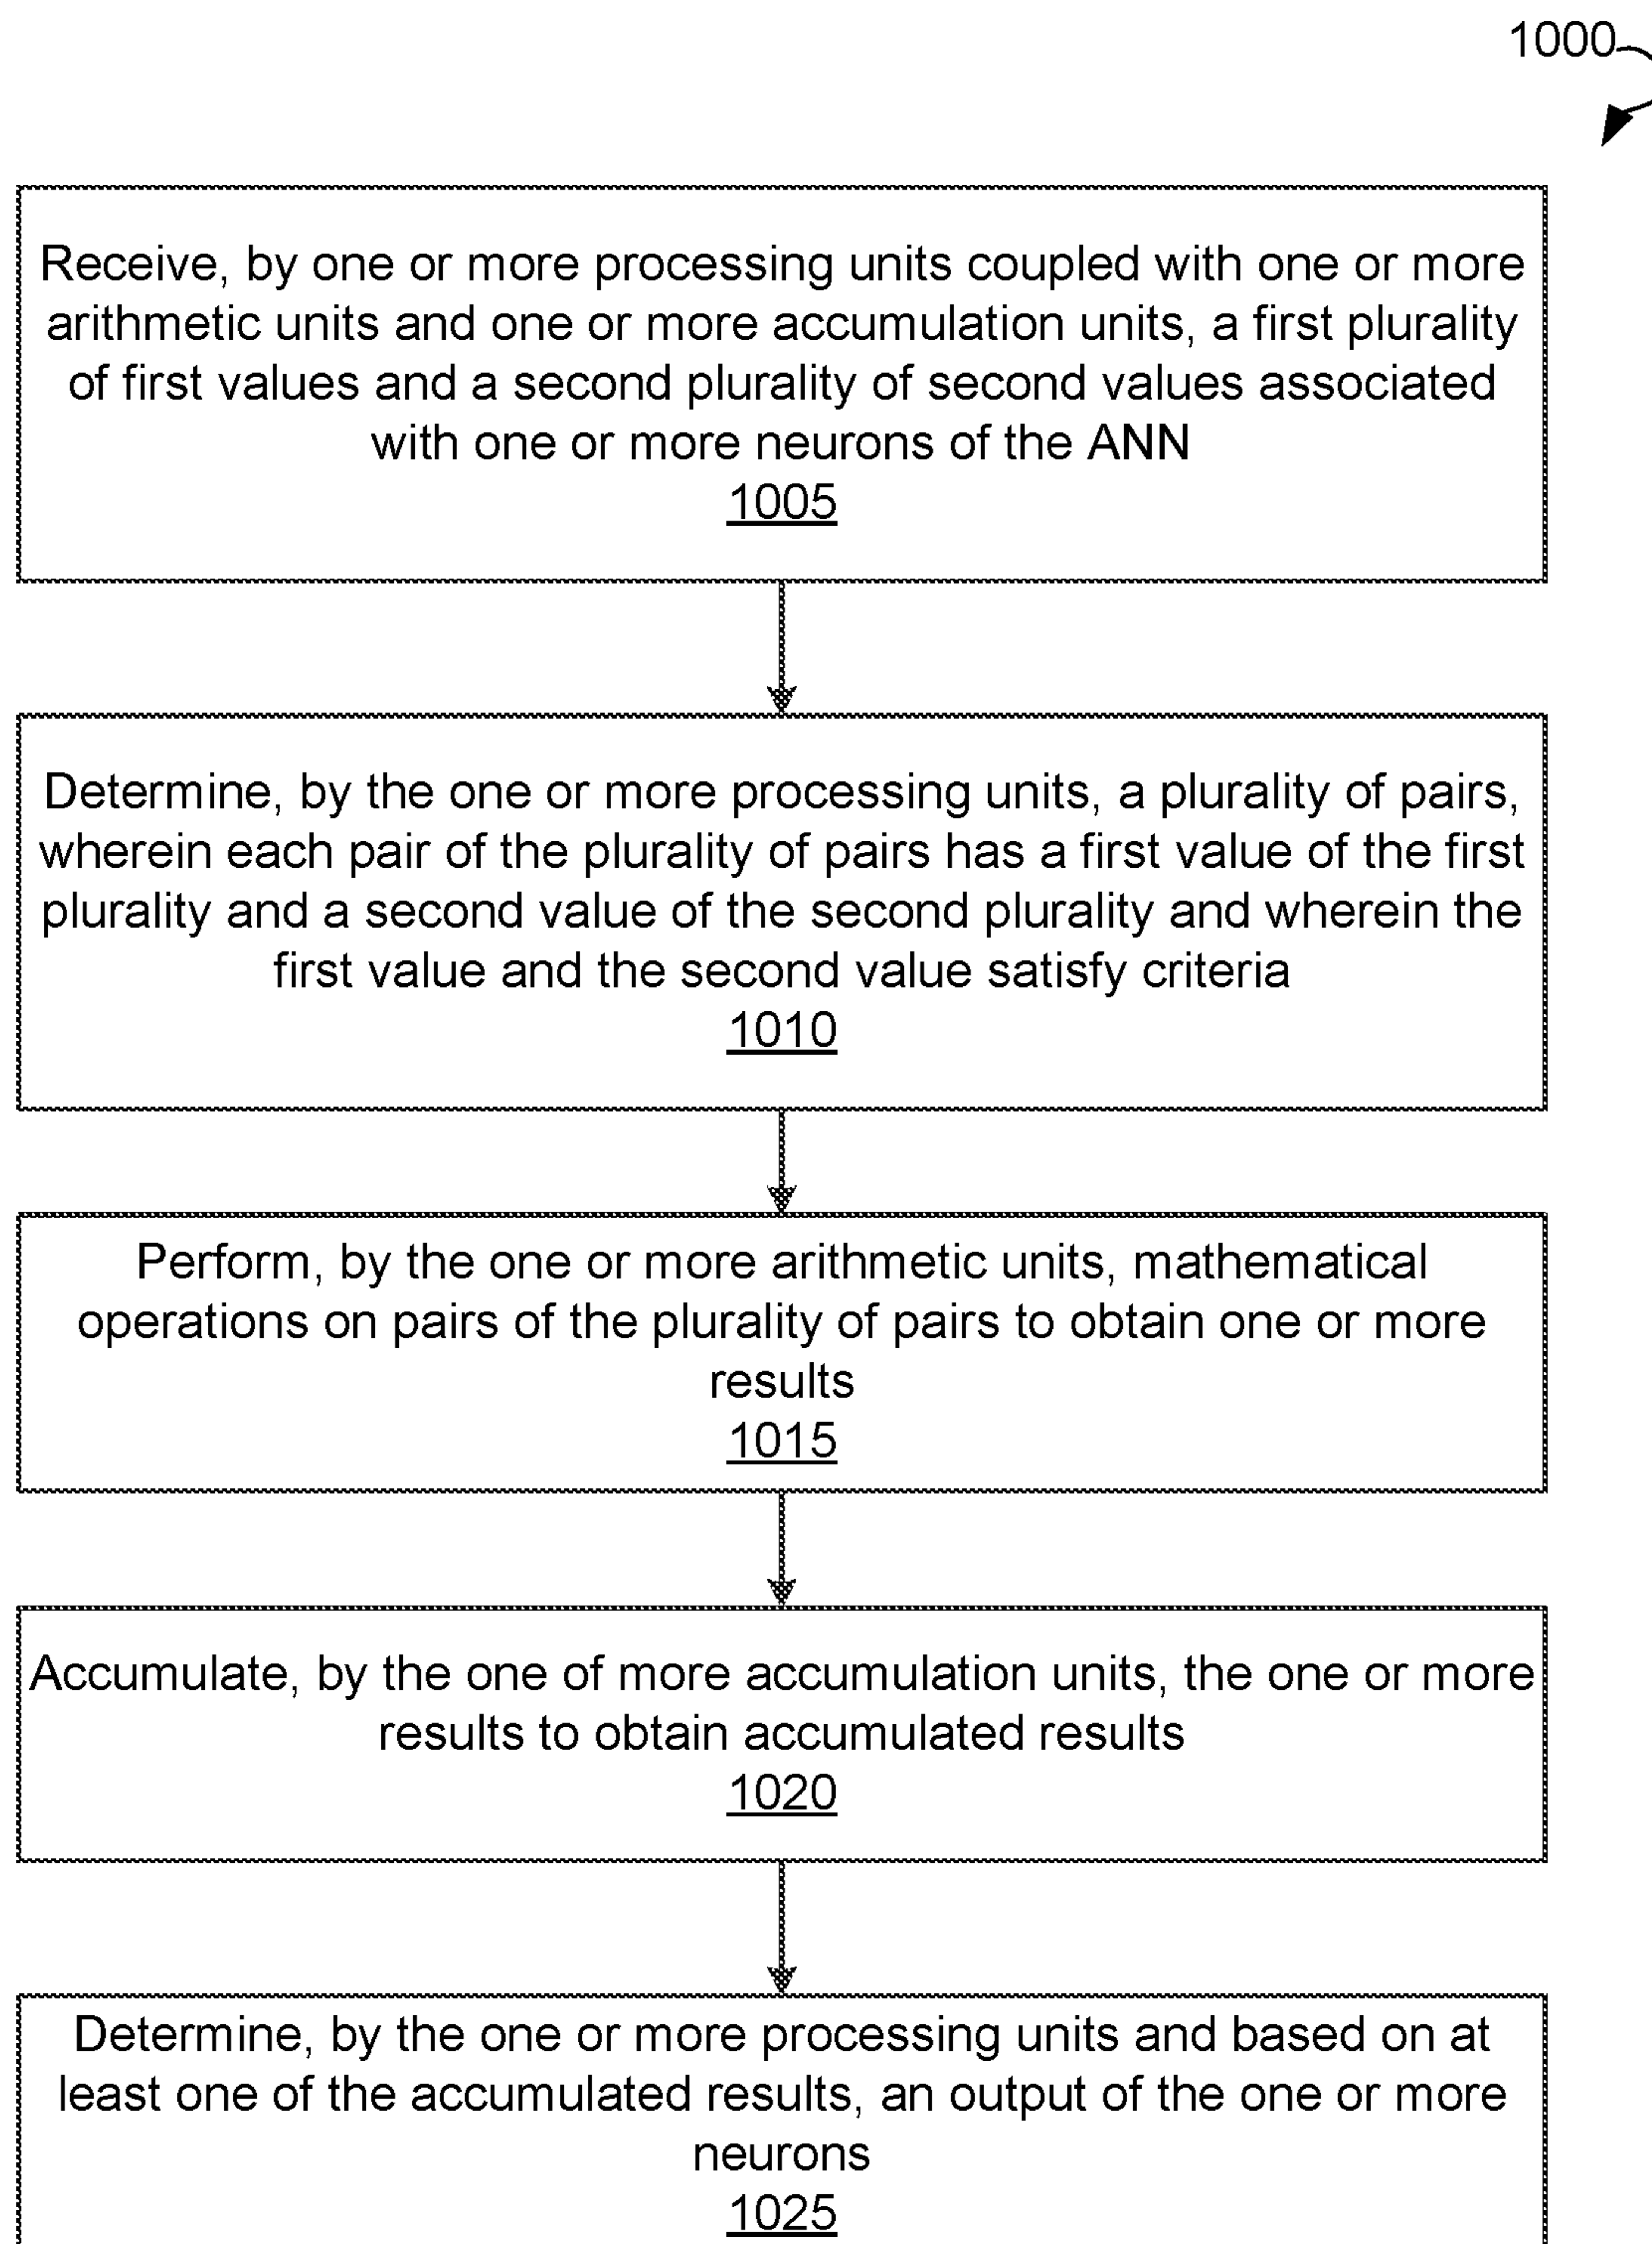 1000
Receive, by one or more processing units coupled with one or more
arithmetic units and one or more accumulation units, a first plurality
of first values and a second plurality of second values associated
with one or more neurons of the ANN
1005
Determine, by the one or more processing units, a plurality of pairs,
wherein each pair of the plurality of pairs has a first value of the first
plurality and a second value of the second plurality and wherein the
first value and the second value satisfy criteria
1010
Perform, by the one or more arithmetic units, mathematical
operations on pairs of the plurality of pairs to obtain one or more
results
1015
Accumulate, by the one of more accumulation units, the one or more
results to obtain accumulated results
1020
Determine, by the one or more processing units and based on at
least one of the accumulated results, an output of the one or more
neurons
1025